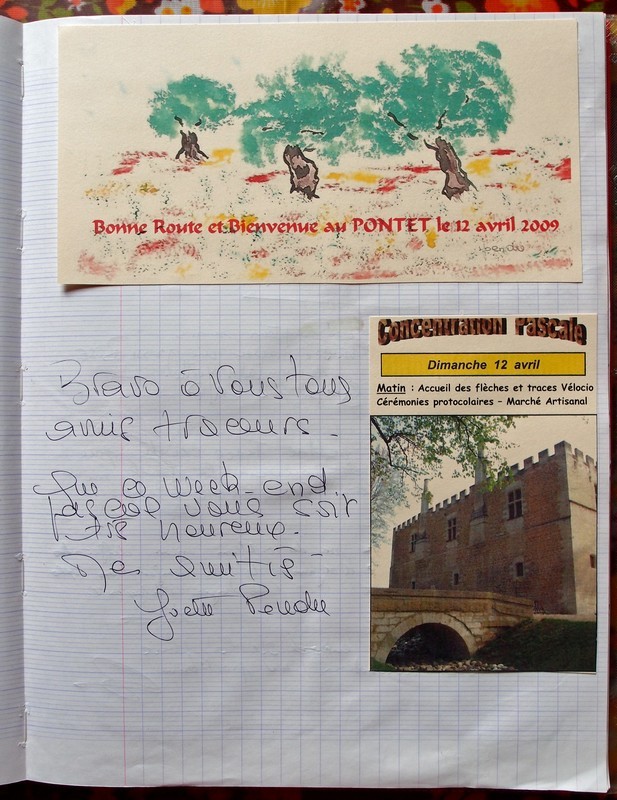 Bonne Route et Bienvenue au PONTET le 12 avril 2009
Concentration Pascale
Dimanche 12 avril
Matin : Accueil des flèches et traces Vélocio
Cérémonies protocolaires - Marché Artisanal
Bravo à vous tous
amis traceurs.
Que ce week-end
pascal vous soit
très heureux.
Mes amitiés